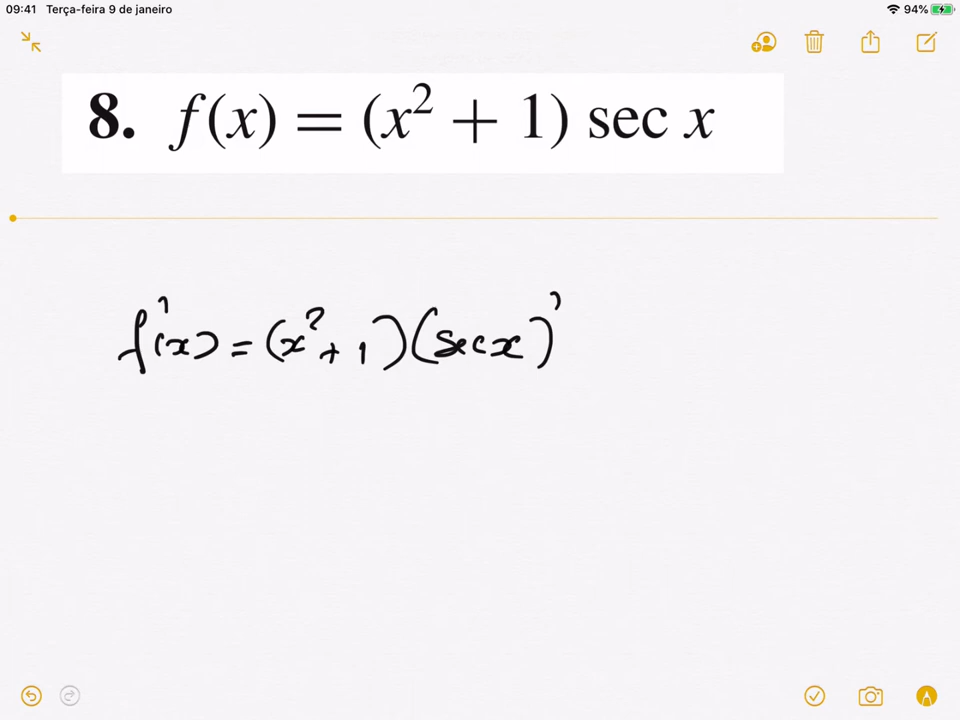 09:41 Terça-feira 9 de janeiro 94%
8. f(x) = (x² + 1) sec x
f'(x) = (x² + 1)(sec x)'